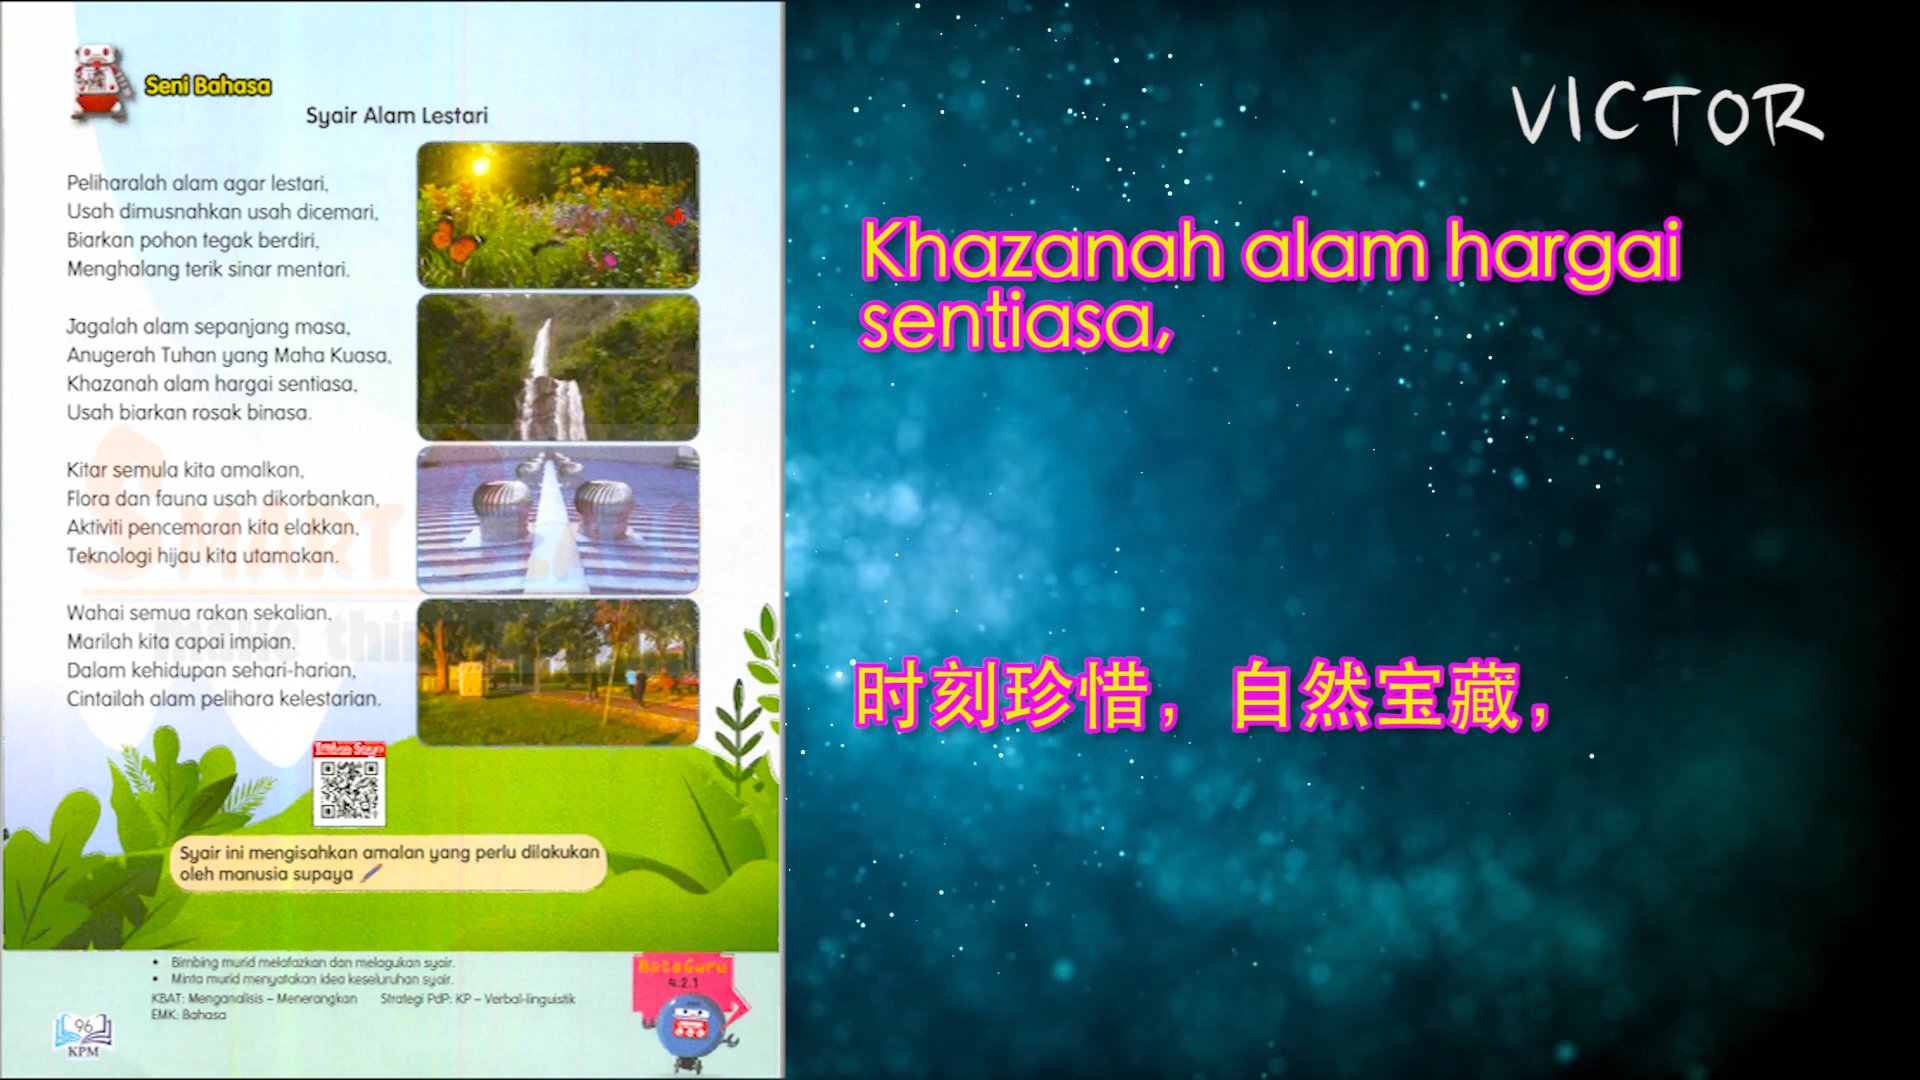 Seni Bahasa
Syair Alam Lestari
Peliharalah alam agar lestari,
Usah dimusnahkan usah dicemari,
Biarkan pohon tegak berdiri,
Menghalang terik sinar mentari.
Jagalah alam sepanjang masa,
Anugerah Tuhan yang Maha Kuasa,
Khazanah alam hargai sentiasa,
Usah biarkan rosak binasa.
Kitar semula kita amalkan,
Flora dan fauna usah dikorbankan,
Aktiviti pencemaran kita elakkan,
Teknologi hijau kita utamakan.
Wahai semua rakan sekalian,
Marilah kita capai impian,
Dalam kehidupan sehari-harian,
Cintailah alam pelihara kelestarian.
Imbas Saya
Syair ini mengisahkan amalan yang perlu dilakukan
oleh manusia supaya
• Bimbing murid melafazkan dan melagukan syair.
• Minta murid menyatakan idea keseluruhan syair.
KBAT: Menganalisis – Menerangkan Strategi PdP: KP – Verbal-linguistik
EMK: Bahasa
Nota Guru
4.2.1
96
KPM
VICTOR
Khazanah alam hargai
sentiasa,
时刻珍惜，自然宝藏，